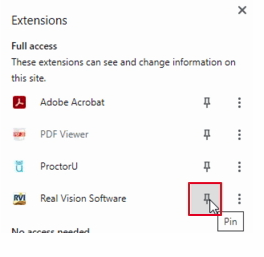 Extensions
Full access
These extensions can see and change information on
this site.
Adobe Acrobat
PDF Viewer
ProctorU
RVI Real Vision Software
Pin
No access needed